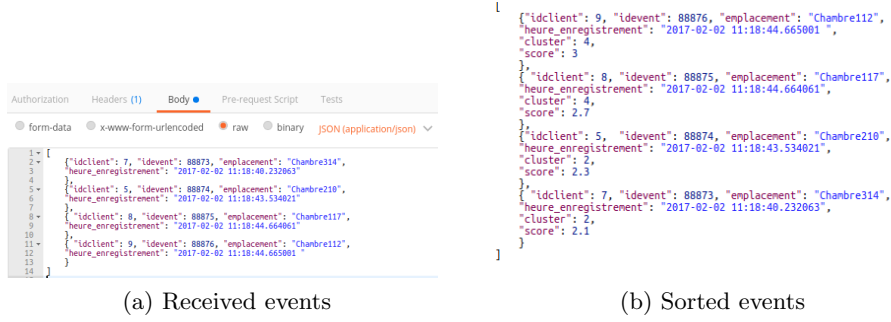 Authorization Headers (1) Body Pre-request Script Tests
form-data x-www-form-urlencoded raw binary JSON (application/json)
1 [
2 {"idclient": 7, "idevent": 88873, "emplacement": "Chambre314",
3 "heure_enregistrement": "2017-02-02 11:18:40.232063"
4 },
5 { "idclient": 5, "idevent": 88874, "emplacement": "Chambre210",
6 "heure_enregistrement": "2017-02-02 11:18:43.534021"
7 },
8 { "idclient": 8, "idevent": 88875, "emplacement": "Chambre117",
9 "heure_enregistrement": "2017-02-02 11:18:44.664061"
10 },
11 { "idclient": 9, "idevent": 88876, "emplacement": "Chambre112",
12 "heure_enregistrement": "2017-02-02 11:18:44.665001 "
13 }
14 ]
(a) Received events
[
{"idclient": 9, "idevent": 88876, "emplacement": "Chambre112",
"heure_enregistrement": "2017-02-02 11:18:44.665001 ",
"cluster": 4,
"score": 3
},
{ "idclient": 8, "idevent": 88875, "emplacement": "Chambre117",
"heure_enregistrement": "2017-02-02 11:18:44.664061",
"cluster": 4,
"score": 2.7
},
{"idclient": 5, "idevent": 88874, "emplacement": "Chambre210",
"heure_enregistrement": "2017-02-02 11:18:43.534021",
"cluster": 2,
"score": 2.3
},
{"idclient": 7, "idevent": 88873, "emplacement": "Chambre314",
"heure_enregistrement": "2017-02-02 11:18:40.232063",
"cluster": 2,
"score": 2.1
}
]
(b) Sorted events